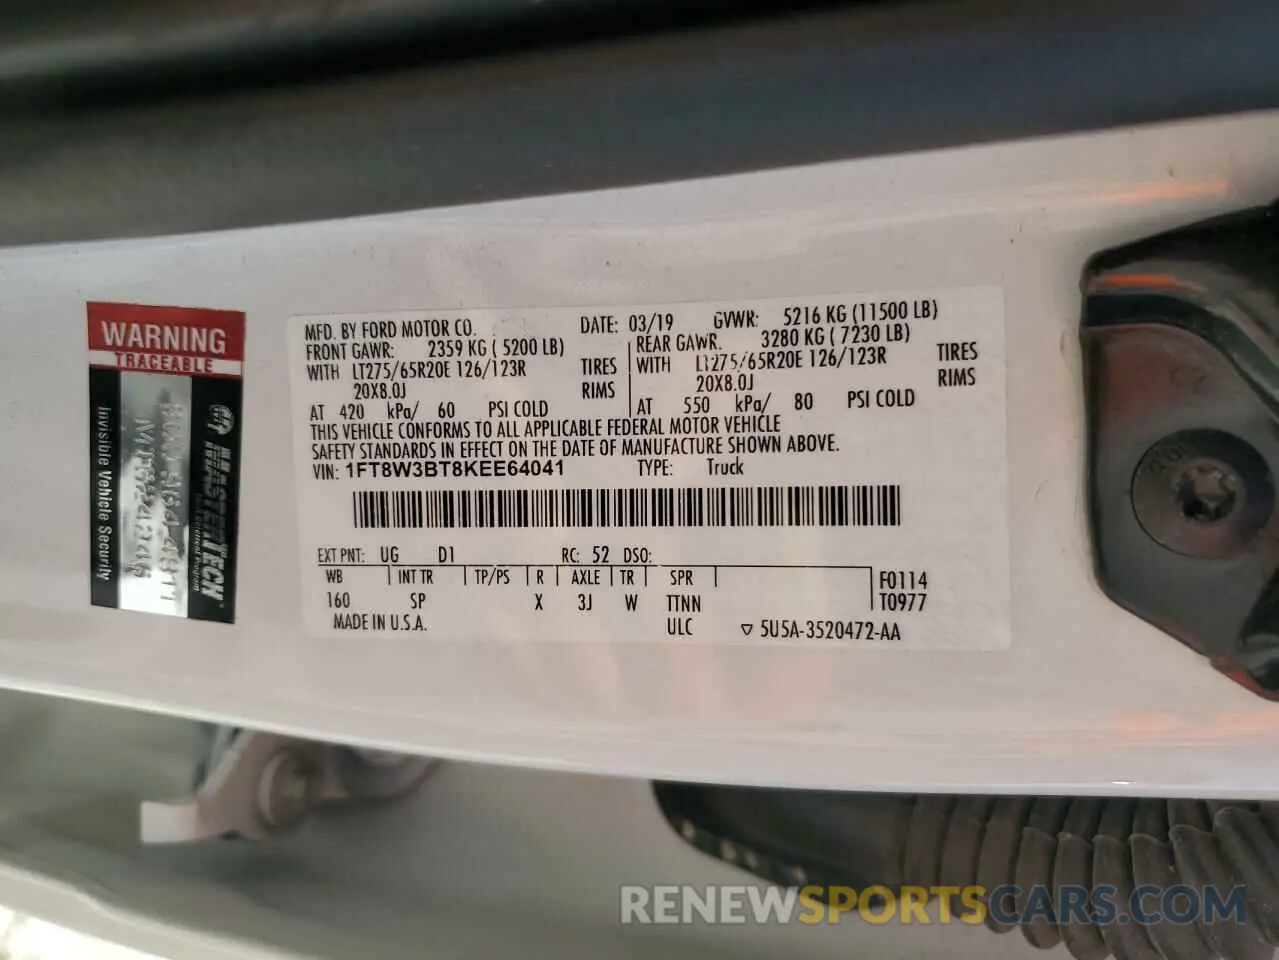 WARNING
TRACEABLE
Invisible Vehicle Security
MFD. BY FORD MOTOR CO.
DATE: 03/19 GVWR: 5216 KG (11500 LB)
FRONT GAWR: 2359 KG ( 5200 LB)
REAR GAWR. 3280 KG ( 7230 LB)
WITH LT275/65R20E 126/123R TIRES
WITH LT275/65R20E 126/123R TIRES
20X8.0J RIMS
20X8.0J RIMS
AT 420 kPa/ 60 PSI COLD
AT 550 kPa/ 80 PSI COLD
THIS VEHICLE CONFORMS TO ALL APPLICABLE FEDERAL MOTOR VEHICLE
SAFETY STANDARDS IN EFFECT ON THE DATE OF MANUFACTURE SHOWN ABOVE.
VIN: 1FT8W3BT8KEE64041 TYPE: Truck
EXT PNT: UG D1 RC: 52 DSO:
WB INT TR TP/PS R AXLE TR SPR F0114
160 SP X 3J W TTNN T0977
MADE IN U.S.A. ULC ▽ 5U5A-3520472-AA
RENEWSPORTSCARS.COM